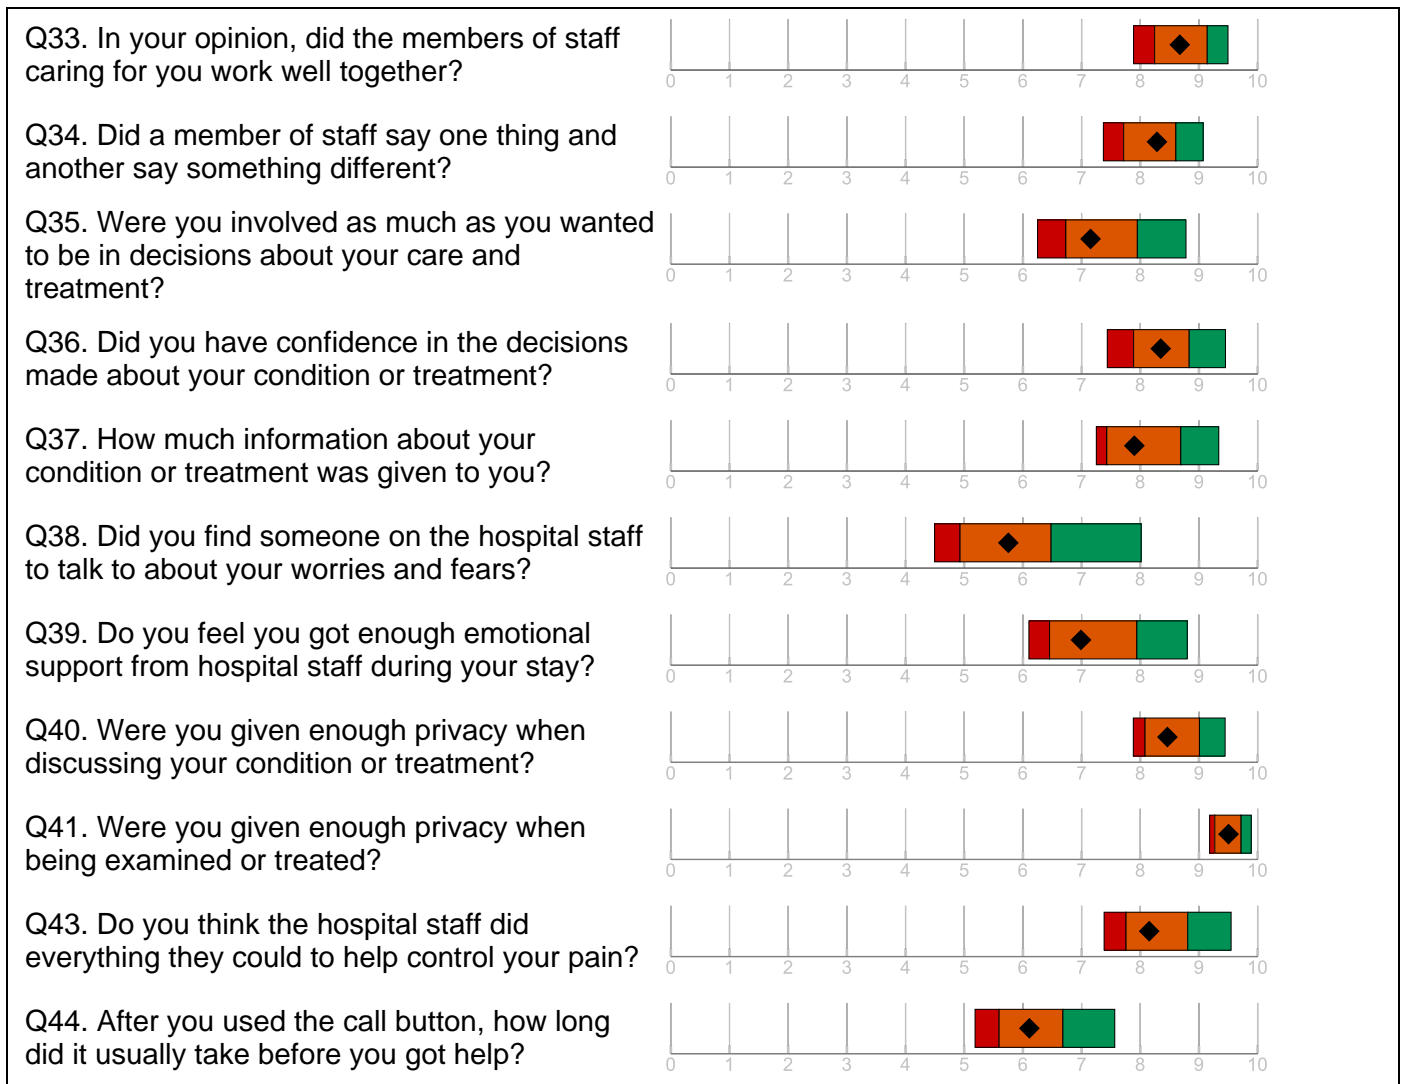 Q33. In your opinion, did the members of staff
caring for you work well together?
0 1 2 3 4 5 6 7 8 9 10
Q34. Did a member of staff say one thing and
another say something different?
0 1 2 3 4 5 6 7 8 9 10
Q35. Were you involved as much as you wanted
to be in decisions about your care and
treatment?
0 1 2 3 4 5 6 7 8 9 10
Q36. Did you have confidence in the decisions
made about your condition or treatment?
0 1 2 3 4 5 6 7 8 9 10
Q37. How much information about your
condition or treatment was given to you?
0 1 2 3 4 5 6 7 8 9 10
Q38. Did you find someone on the hospital staff
to talk to about your worries and fears?
0 1 2 3 4 5 6 7 8 9 10
Q39. Do you feel you got enough emotional
support from hospital staff during your stay?
0 1 2 3 4 5 6 7 8 9 10
Q40. Were you given enough privacy when
discussing your condition or treatment?
0 1 2 3 4 5 6 7 8 9 10
Q41. Were you given enough privacy when
being examined or treated?
0 1 2 3 4 5 6 7 8 9 10
Q43. Do you think the hospital staff did
everything they could to help control your pain?
0 1 2 3 4 5 6 7 8 9 10
Q44. After you used the call button, how long
did it usually take before you got help?
0 1 2 3 4 5 6 7 8 9 10